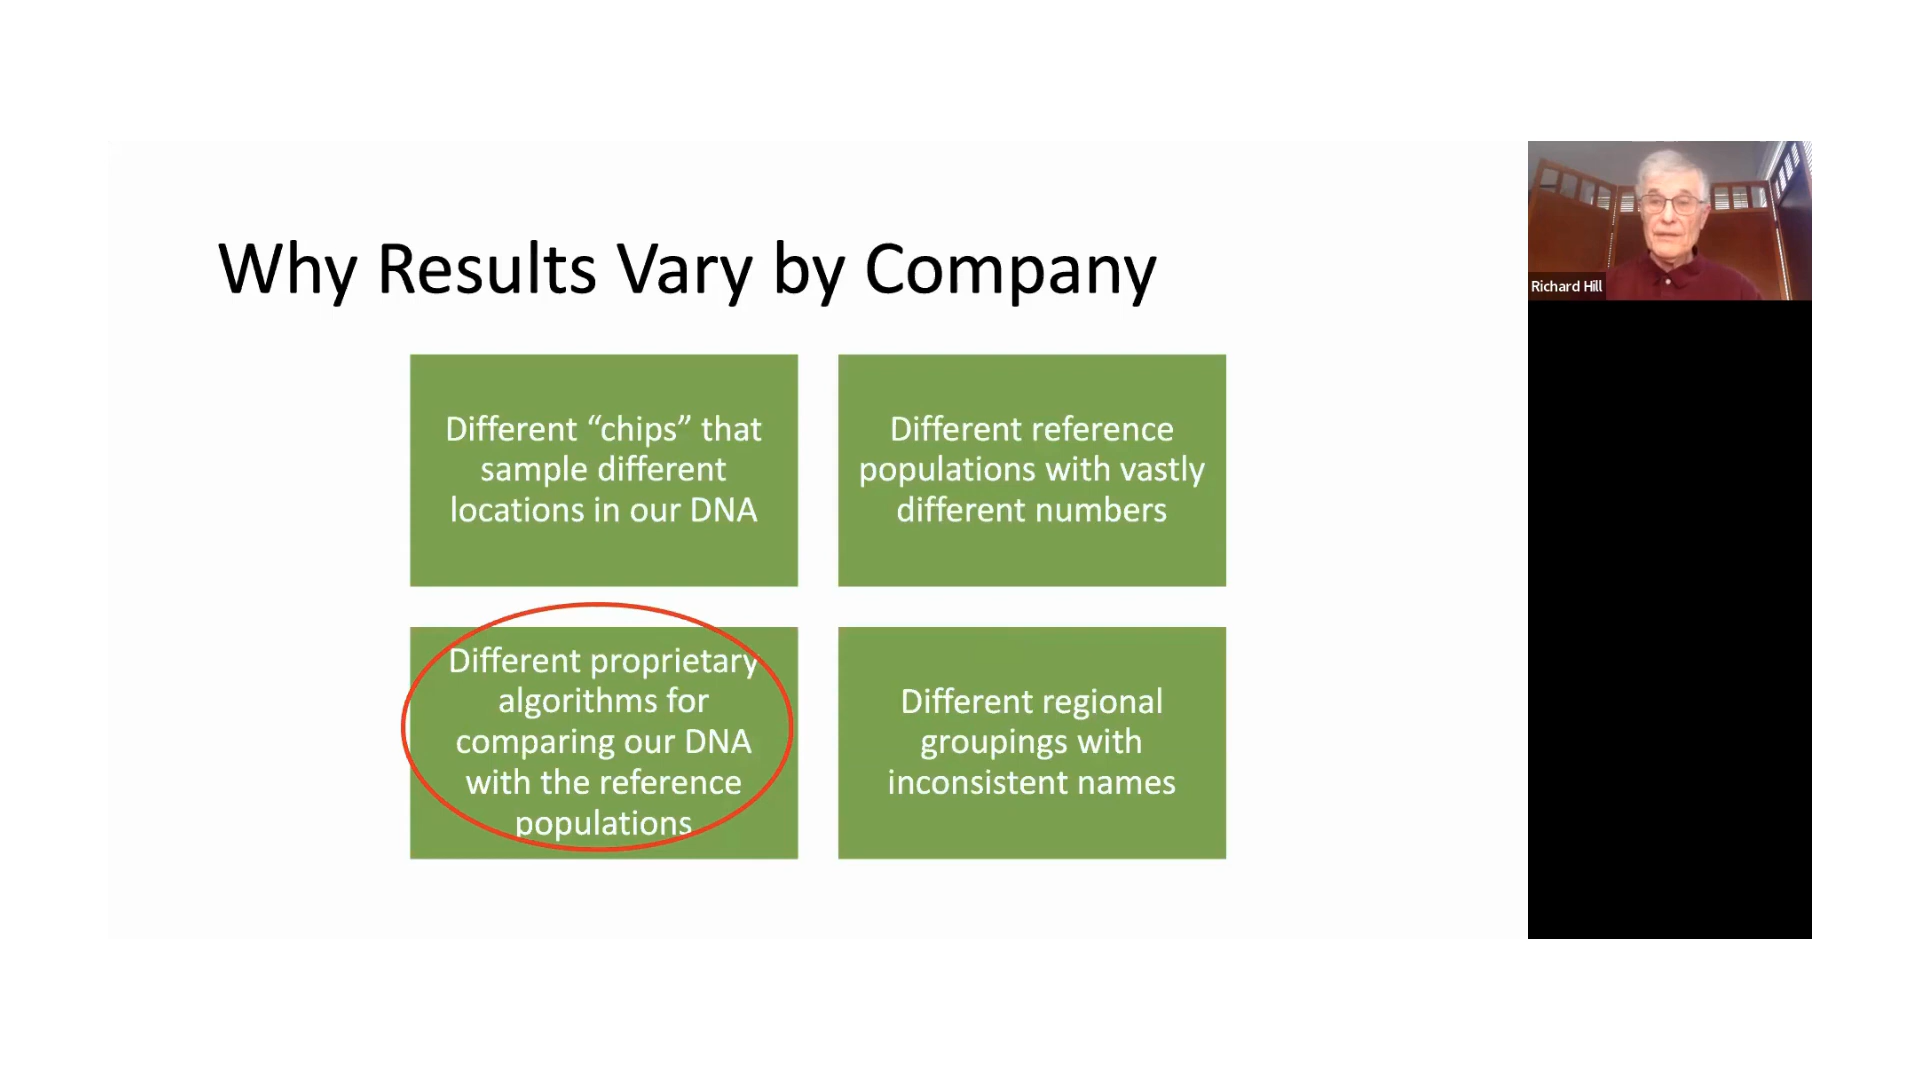 Why Results Vary by Company
Different “chips” that
sample different
locations in our DNA
Different reference
populations with vastly
different numbers
Different proprietary
algorithms for
comparing our DNA
with the reference
populations
Different regional
groupings with
inconsistent names
Richard Hill